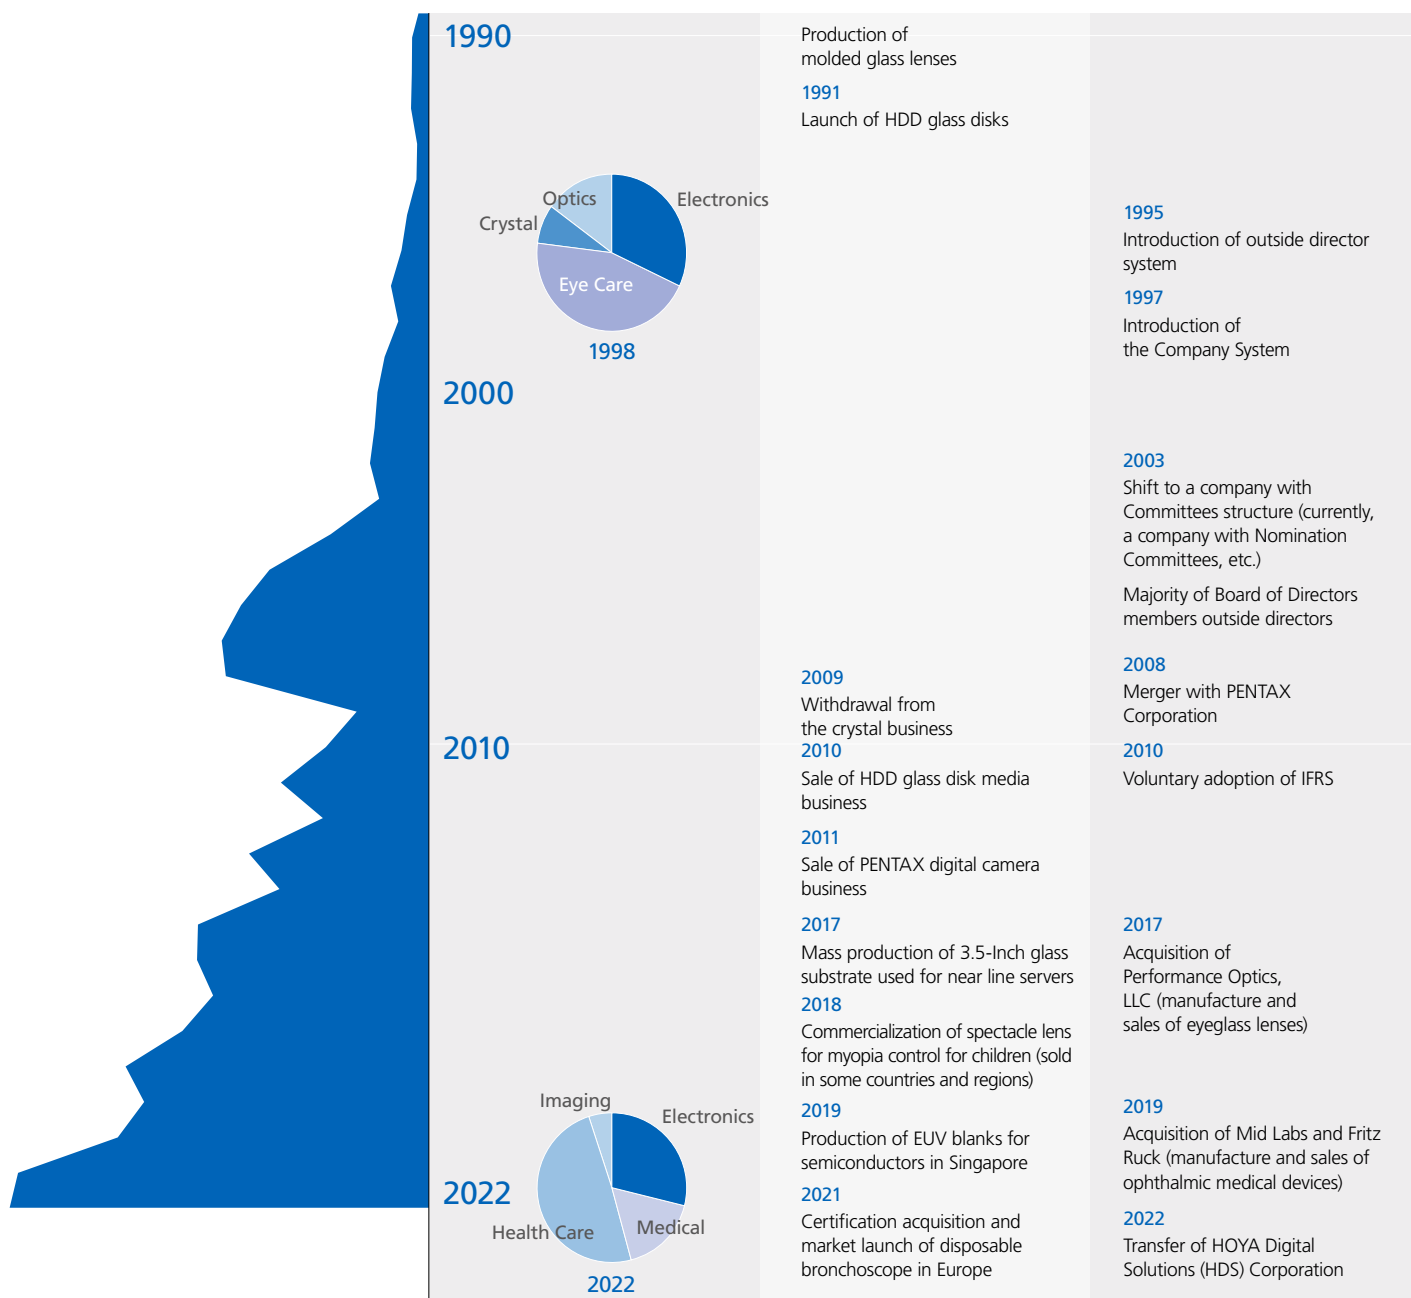 1990
Optics
Electronics
Crystal
Eye Care
1998
2000
2010
Imaging
Electronics
2022
Health Care
Medical
2022
Production of
molded glass lenses
1991
Launch of HDD glass disks
2009
Withdrawal from
the crystal business
2010
Sale of HDD glass disk media
business
2011
Sale of PENTAX digital camera
business
2017
Mass production of 3.5-Inch glass
substrate used for near line servers
2018
Commercialization of spectacle lens
for myopia control for children (sold
in some countries and regions)
2019
Production of EUV blanks for
semiconductors in Singapore
2021
Certification acquisition and
market launch of disposable
bronchoscope in Europe
1995
Introduction of outside director
system
1997
Introduction of
the Company System
2003
Shift to a company with
Committees structure (currently,
a company with Nomination
Committees, etc.)
Majority of Board of Directors
members outside directors
2008
Merger with PENTAX
Corporation
2010
Voluntary adoption of IFRS
2017
Acquisition of
Performance Optics,
LLC (manufacture and
sales of eyeglass lenses)
2019
Acquisition of Mid Labs and Fritz
Ruck (manufacture and sales of
ophthalmic medical devices)
2022
Transfer of HOYA Digital
Solutions (HDS) Corporation